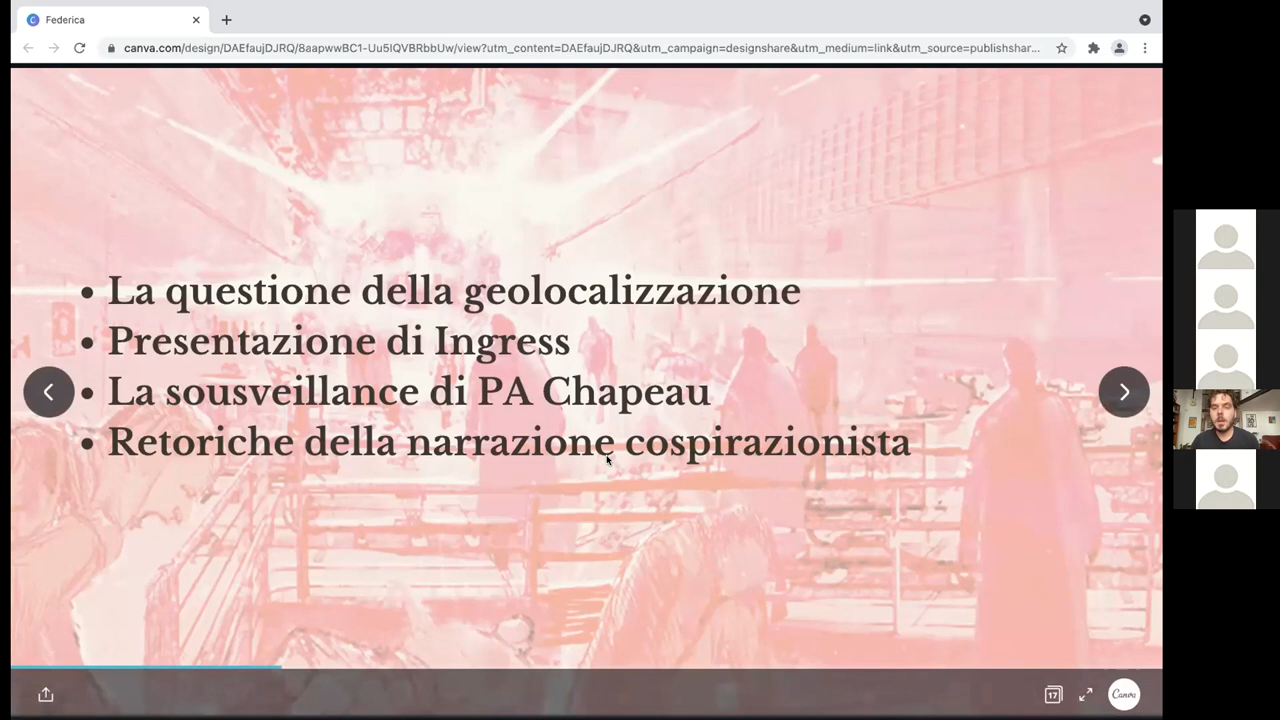 Federica
canva.com/design/DAEfaujDJRQ/8aapwwBC1-Uu5IQVBRbbUw/view?utm_content=DAEfaujDJRQ&utm_campaign=designshare&utm_medium=link&utm_source=publishshar...
• La questione della geolocalizzazione
• Presentazione di Ingress
• La sousveillance di PA Chapeau
• Retoriche della narrazione cospirazionista
17
Canva